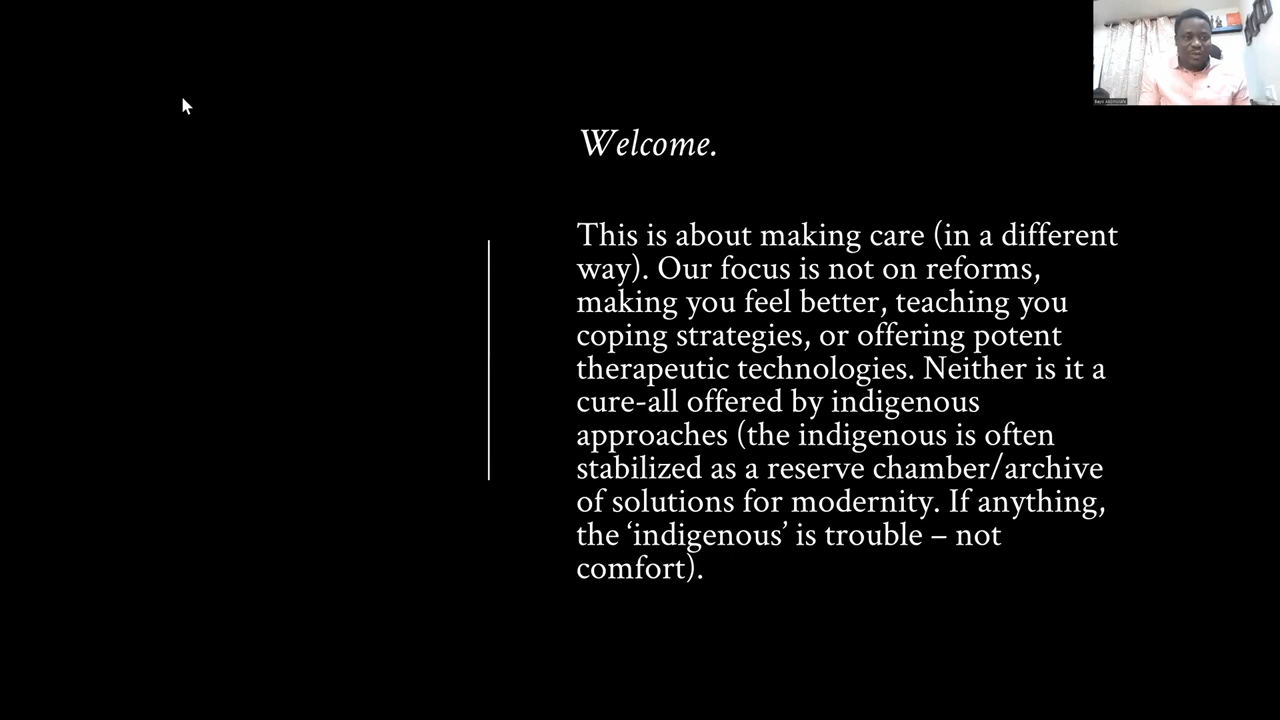 Welcome.
This is about making care (in a different
way). Our focus is not on reforms,
making you feel better, teaching you
coping strategies, or offering potent
therapeutic technologies. Neither is it a
cure-all offered by indigenous
approaches (the indigenous is often
stabilized as a reserve chamber/archive
of solutions for modernity. If anything,
the ‘indigenous’ is trouble – not
comfort).